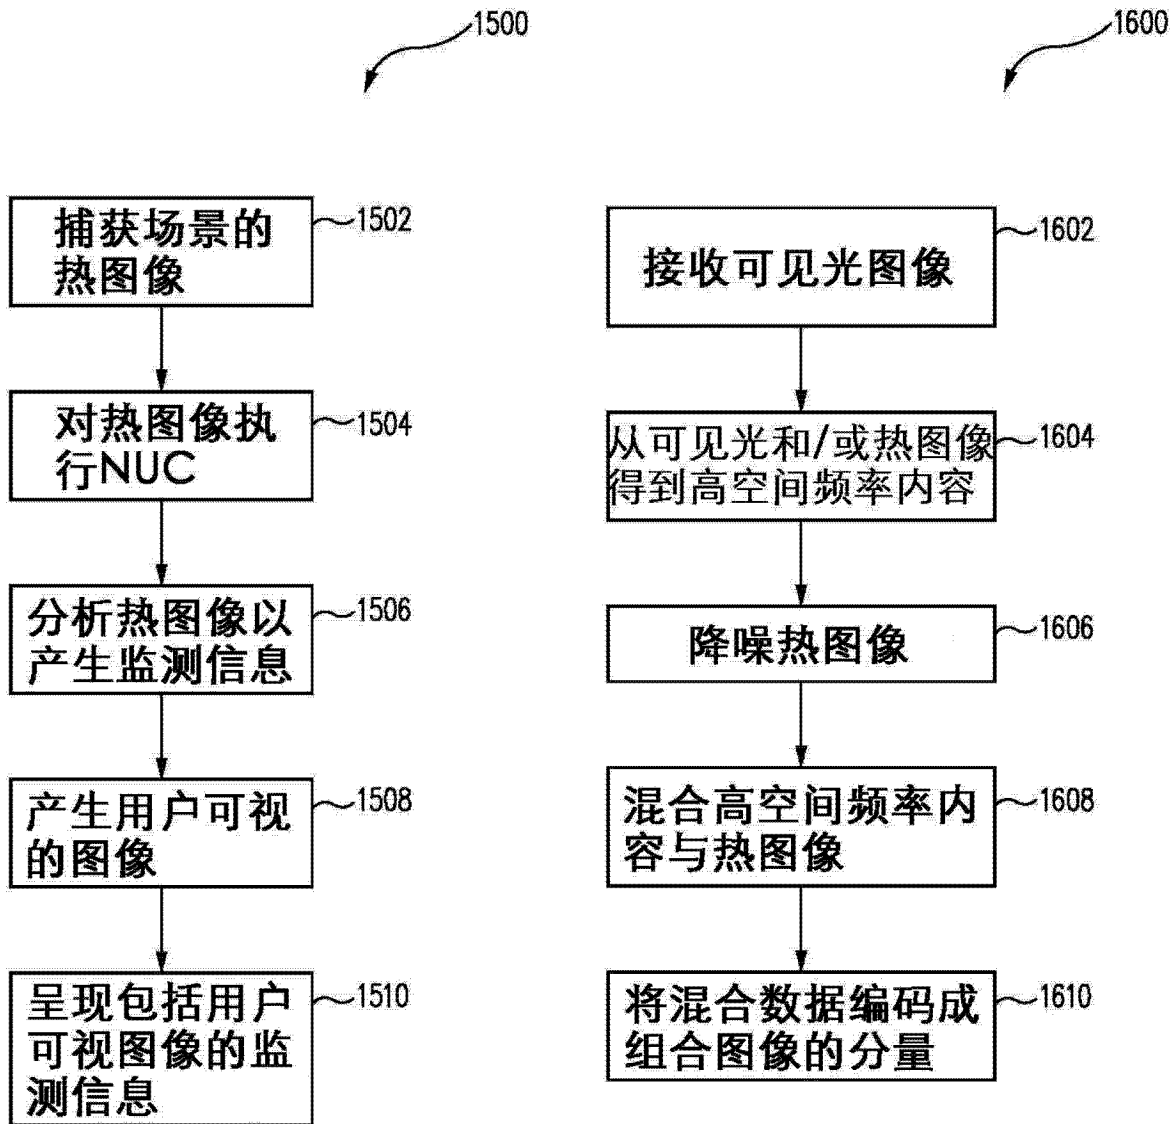 1500
捕获场景的
热图像
1502
对热图像执
行NUC
1504
分析热图像以
产生监测信息
1506
产生用户可视
的图像
1508
呈现包括用户
可视图像的监
测信息
1510
1600
接收可见光图像
1602
从可见光和/或热图像
得到高空间频率内容
1604
降噪热图像
1606
混合高空间频率内
容与热图像
1608
将混合数据编码成
组合图像的分量
1610